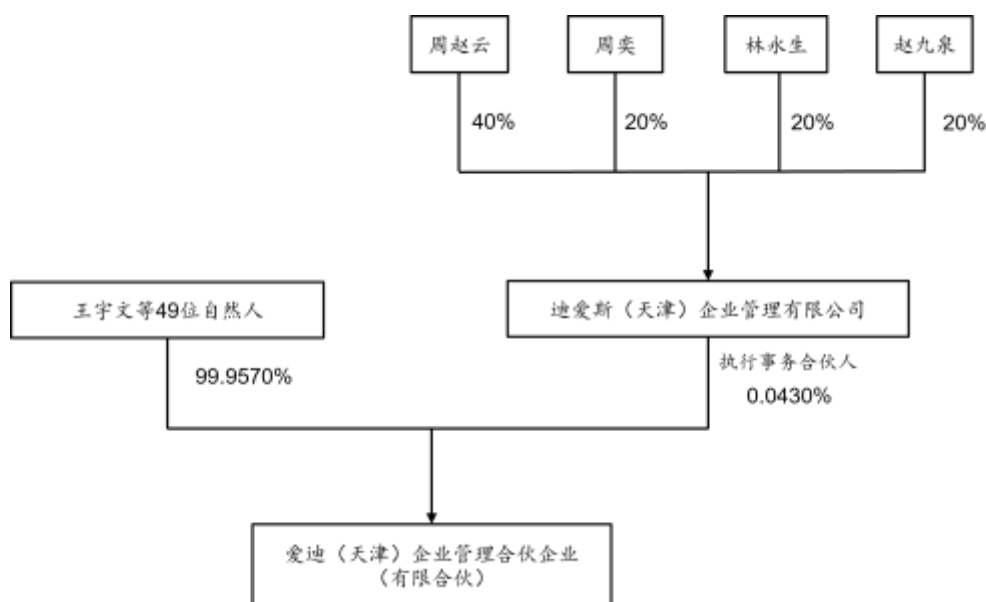 周赵云
周奕
林永生
赵九泉
40%
20%
20%
20%
王宇文等49位自然人
迪爱斯（天津）企业管理有限公司
99.9570%
执行事务合伙人
0.0430%
爱迪（天津）企业管理合伙企业
（有限合伙）